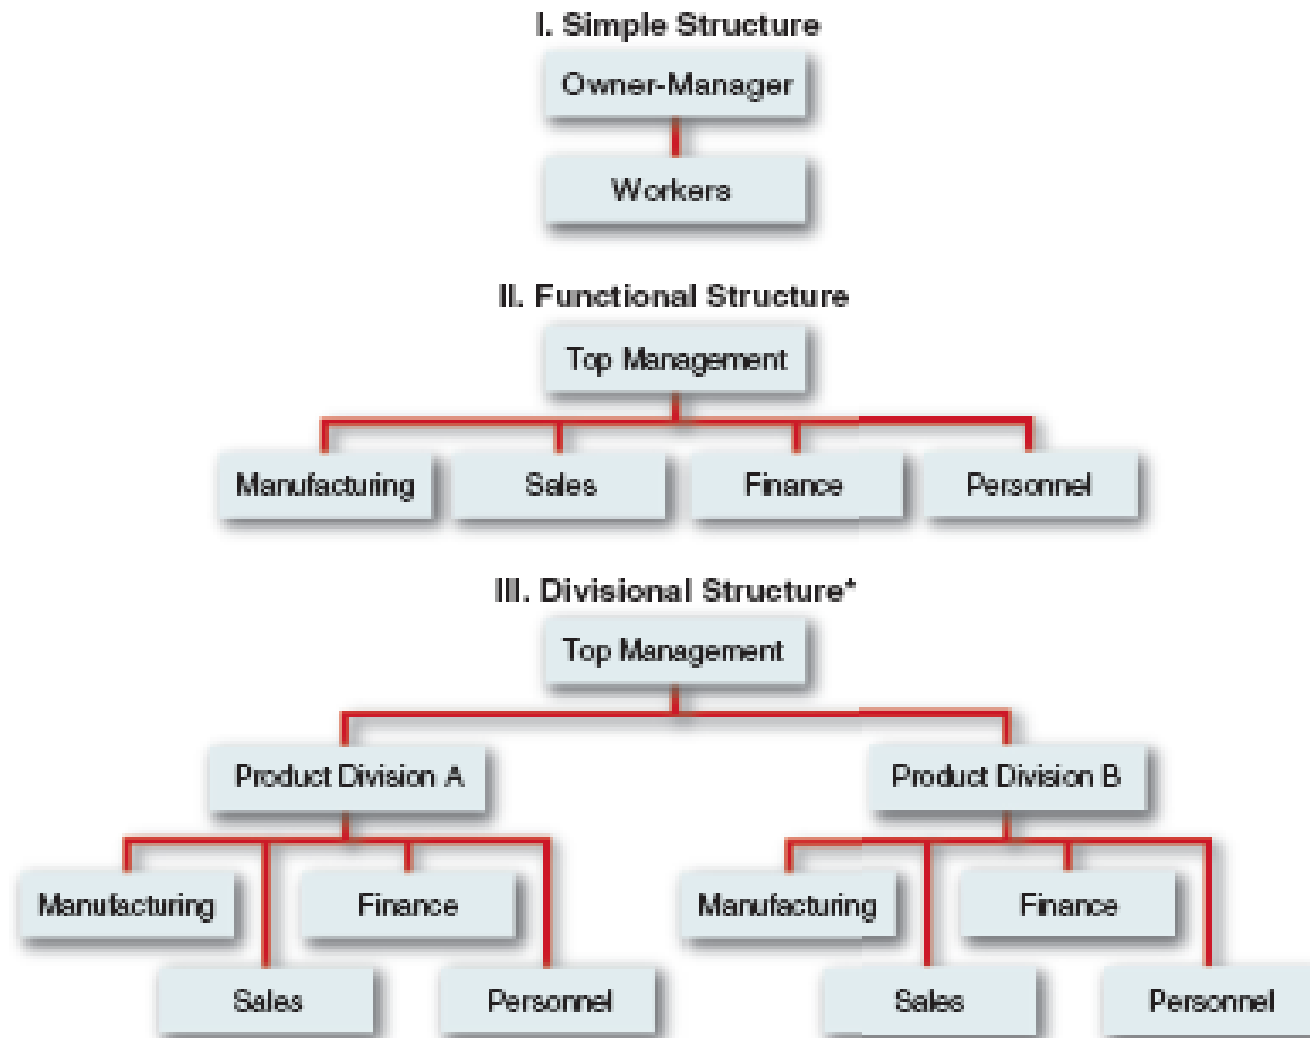 I. Simple Structure
Owner-Manager
Workers
II. Functional Structure
Top Management
Manufacturing
Sales
Finance
Personnel
III. Divisional Structure*
Top Management
Product Division A
Product Division B
Manufacturing
Finance
Manufacturing
Finance
Sales
Personnel
Sales
Personnel